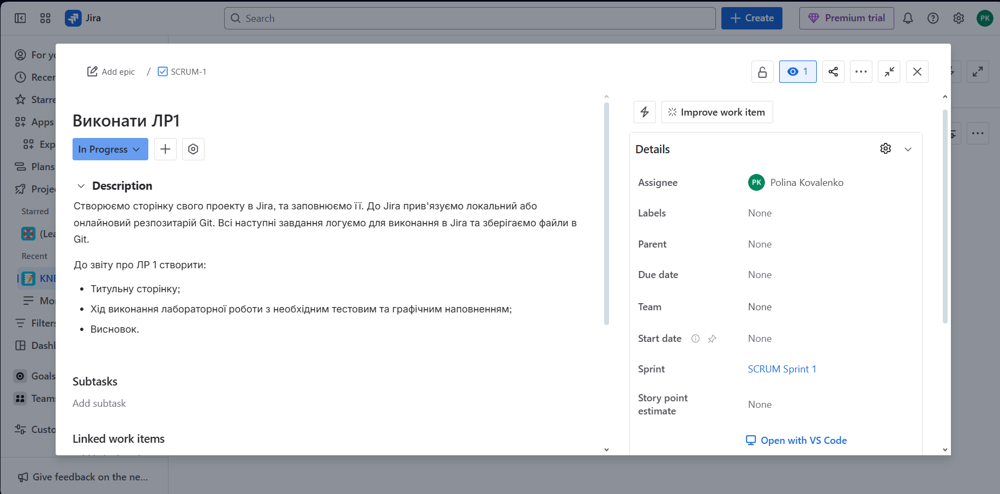 Jira
Search
Create
Premium trial
PK
For yo
Recen
Starre
Apps
Exp
Plans
Projec
Starred
(Lea
Recent
KNE
Mor
Filters
Dashb
Goals
Teams
Custo
Give feedback on the ne...
Add epic / SCRUM-1
1
Виконати ЛР1
In Progress
Description
Створюємо сторінку свого проекту в Jira, та заповнюємо її. До Jira прив'язуємо локальний або
онлайновий резпозитарій Git. Всі наступні завдання логуємо для виконання в Jira та зберігаємо файли в
Git.
До звіту про ЛР 1 створити:
• Титульну сторінку;
• Хід виконання лабораторної роботи з необхідним тестовим та графічним наповненням;
• Висновок.
Subtasks
Add subtask
Linked work items
Improve work item
Details
Assignee PK Polina Kovalenko
Labels None
Parent None
Due date None
Team None
Start date None
Sprint SCRUM Sprint 1
Story point
estimate None
Open with VS Code